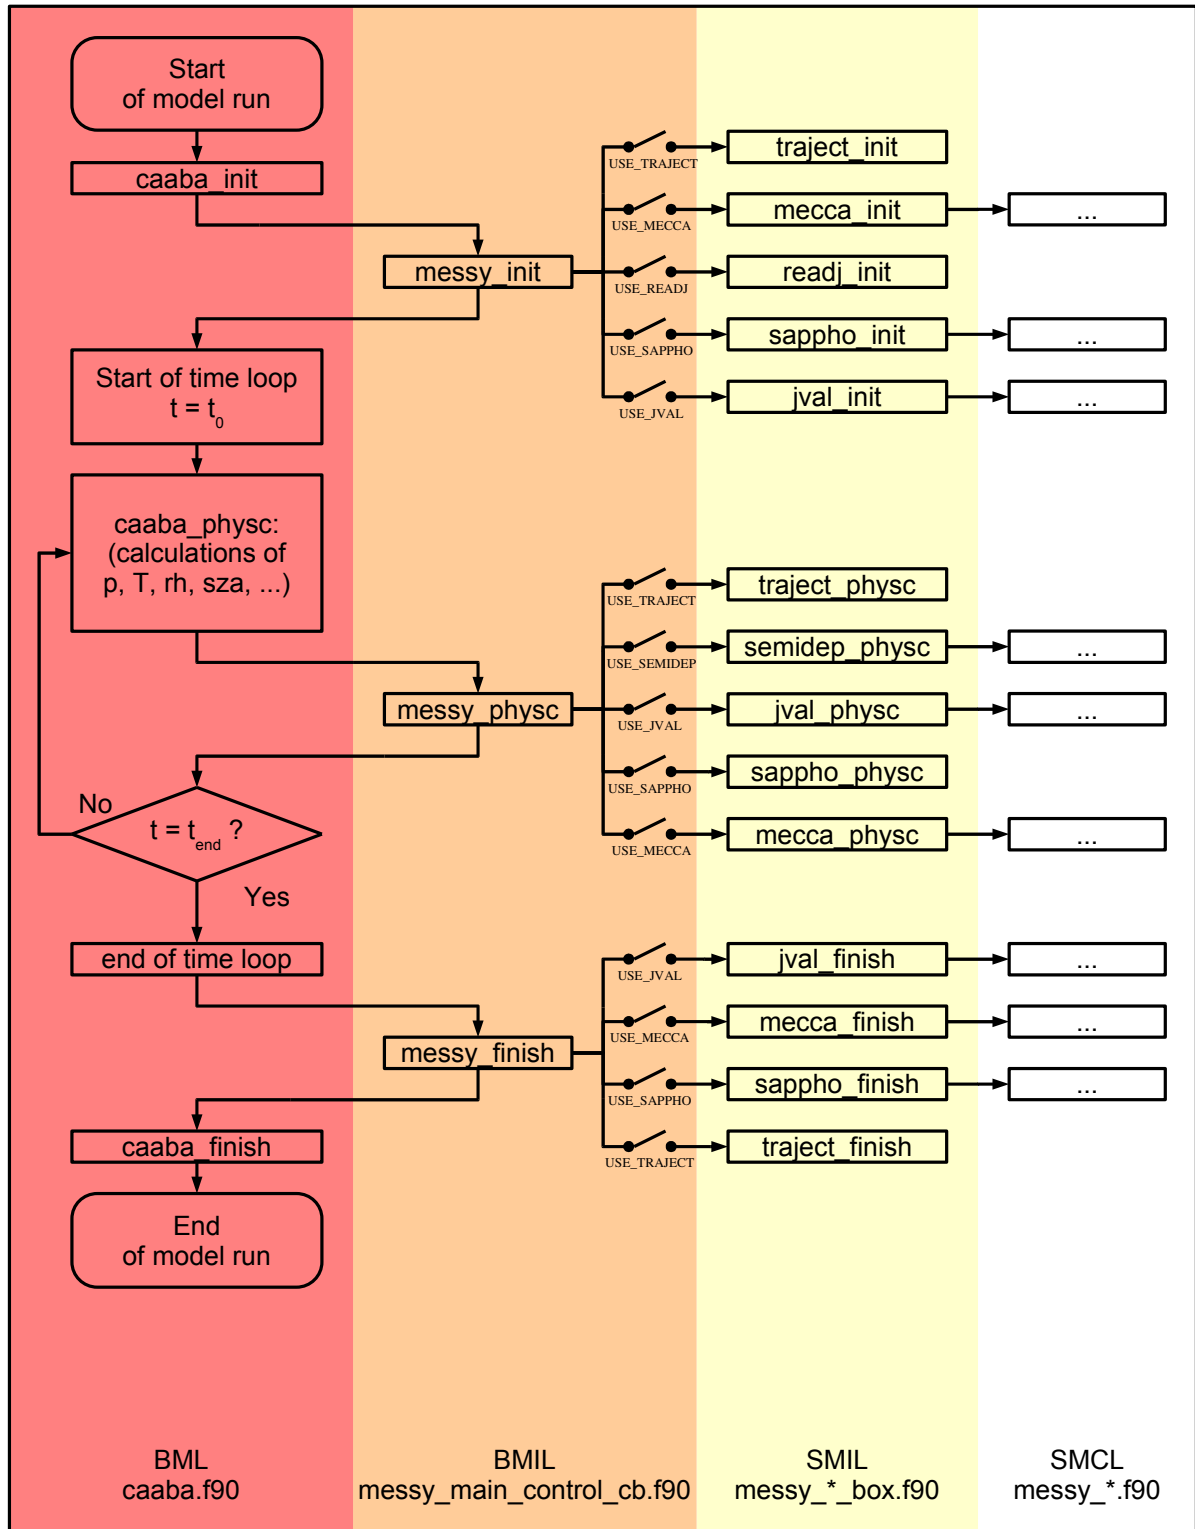 Start
of model run
caaba_init
messy_init
USE_TRAJECT
traject_init
USE_MECCA
mecca_init
...
USE_READJ
readj_init
USE_SAPPHO
sappho_init
...
USE_JVAL
jval_init
...
Start of time loop
t = t0
caaba_physc:
(calculations of
p, T, rh, sza, ...)
messy_physc
USE_TRAJECT
traject_physc
USE_SEMIDEP
semidep_physc
...
USE_JVAL
jval_physc
...
USE_SAPPHO
sappho_physc
USE_MECCA
mecca_physc
...
No
t = tend ?
Yes
end of time loop
messy_finish
USE_JVAL
jval_finish
...
USE_MECCA
mecca_finish
...
USE_SAPPHO
sappho_finish
...
USE_TRAJECT
traject_finish
caaba_finish
End
of model run
BML
caaba.f90
BMIL
messy_main_control_cb.f90
SMIL
messy_*_box.f90
SMCL
messy_*.f90